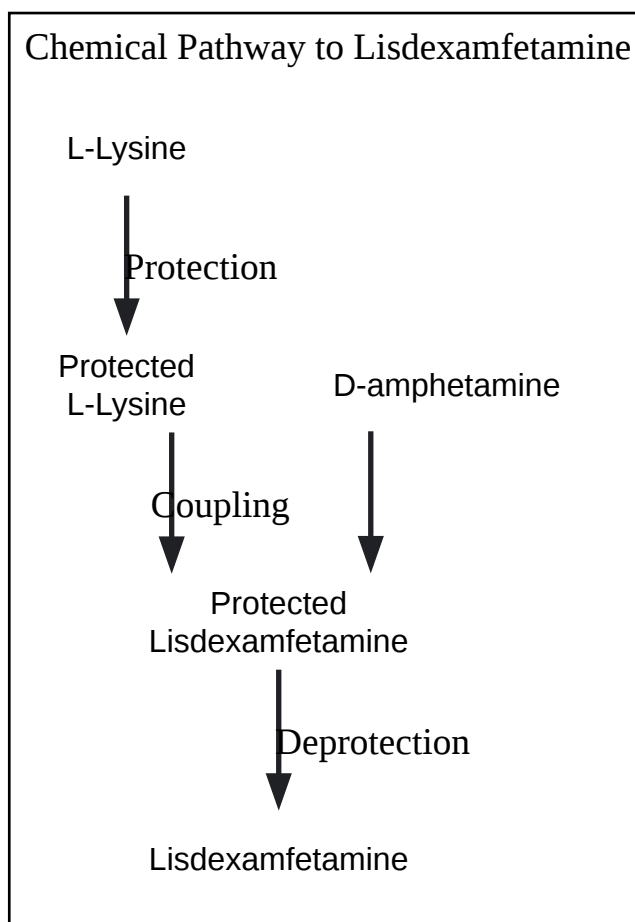 Chemical Pathway to Lisdexamfetamine
L-Lysine
Protection
Protected
L-Lysine
D-amphetamine
Coupling
Protected
Lisdexamfetamine
Deprotection
Lisdexamfetamine